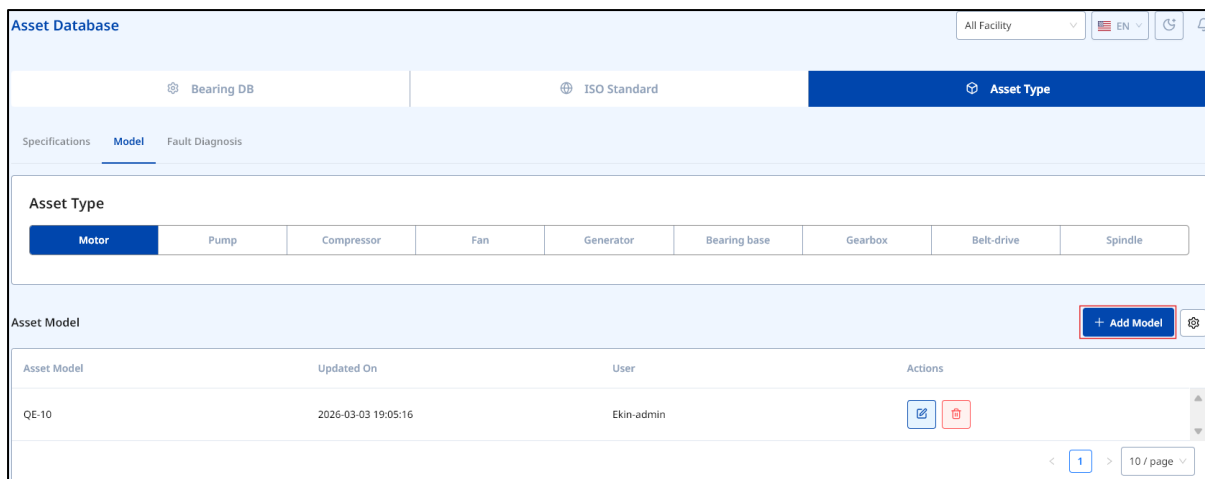 Asset Database
All Facility
EN
Bearing DB
ISO Standard
Asset Type
Specifications
Model
Fault Diagnosis
Asset Type
Motor
Pump
Compressor
Fan
Generator
Bearing base
Gearbox
Belt-drive
Spindle
Asset Model
+ Add Model
Asset Model
Updated On
User
Actions
QE-10
2026-03-03 19:05:16
Ekin-admin
< 1 >
10 / page